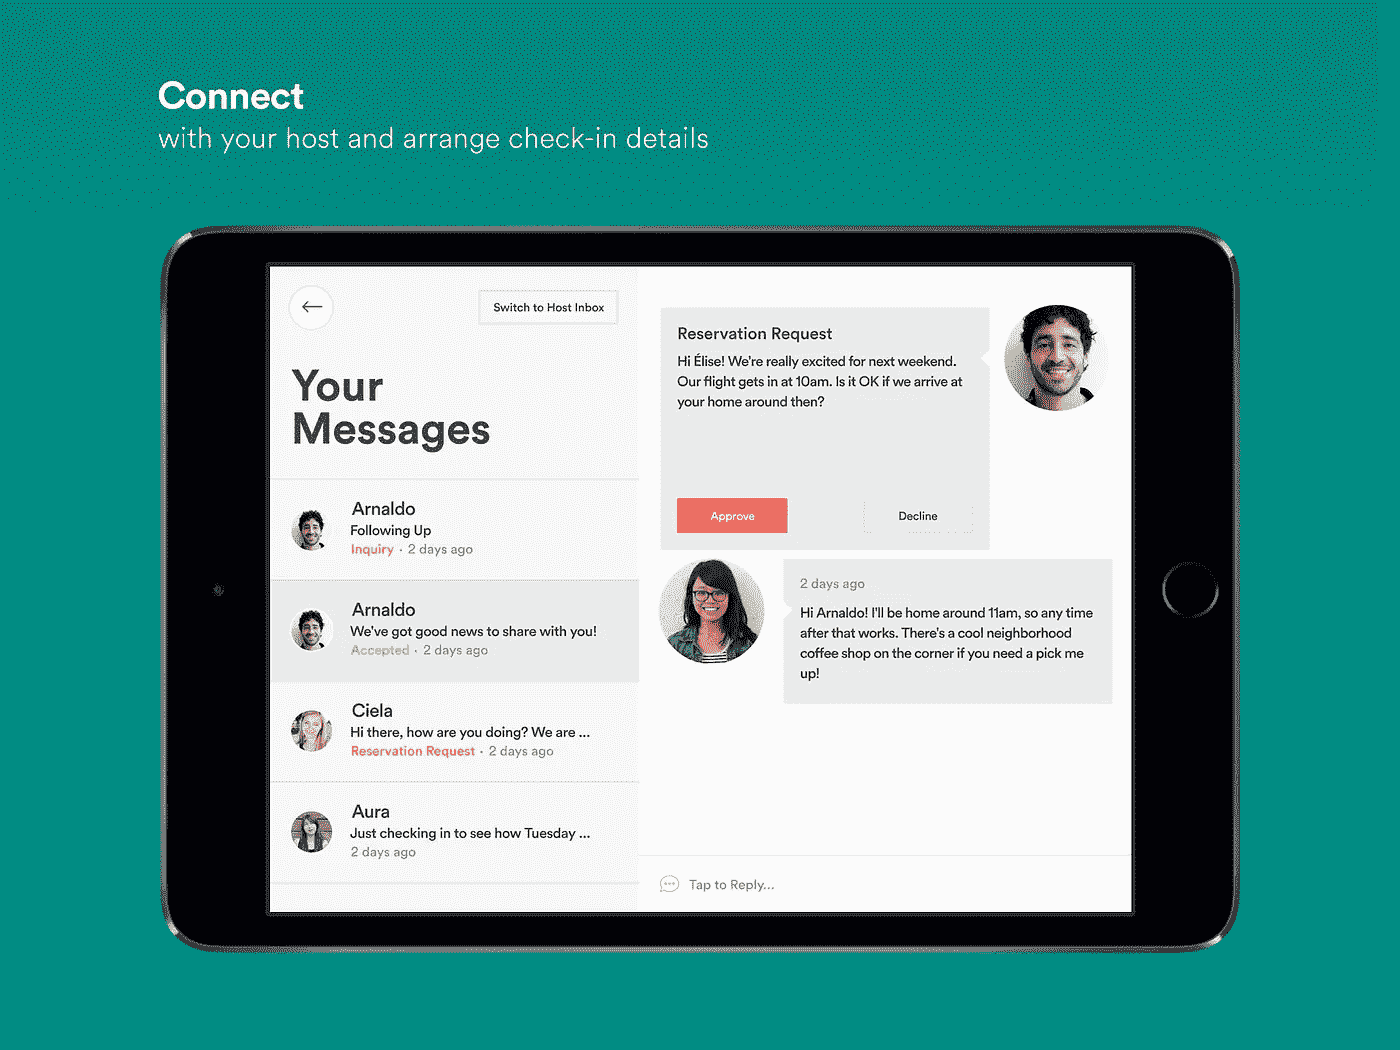 Connect
with your host and arrange check-in details
Switch to Host Inbox
Your
Messages
Arnaldo
Following Up
Inquiry · 2 days ago
Arnaldo
We've got good news to share with you!
Accepted · 2 days ago
Ciela
Hi there, how are you doing? We are ...
Reservation Request · 2 days ago
Aura
Just checking in to see how Tuesday ...
2 days ago
Reservation Request
Hi Élise! We're really excited for next weekend.
Our flight gets in at 10am. Is it OK if we arrive at
your home around then?
Approve
Decline
2 days ago
Hi Arnaldo! I'll be home around 11am, so any time
after that works. There's a cool neighborhood
coffee shop on the corner if you need a pick me
up!
Tap to Reply...